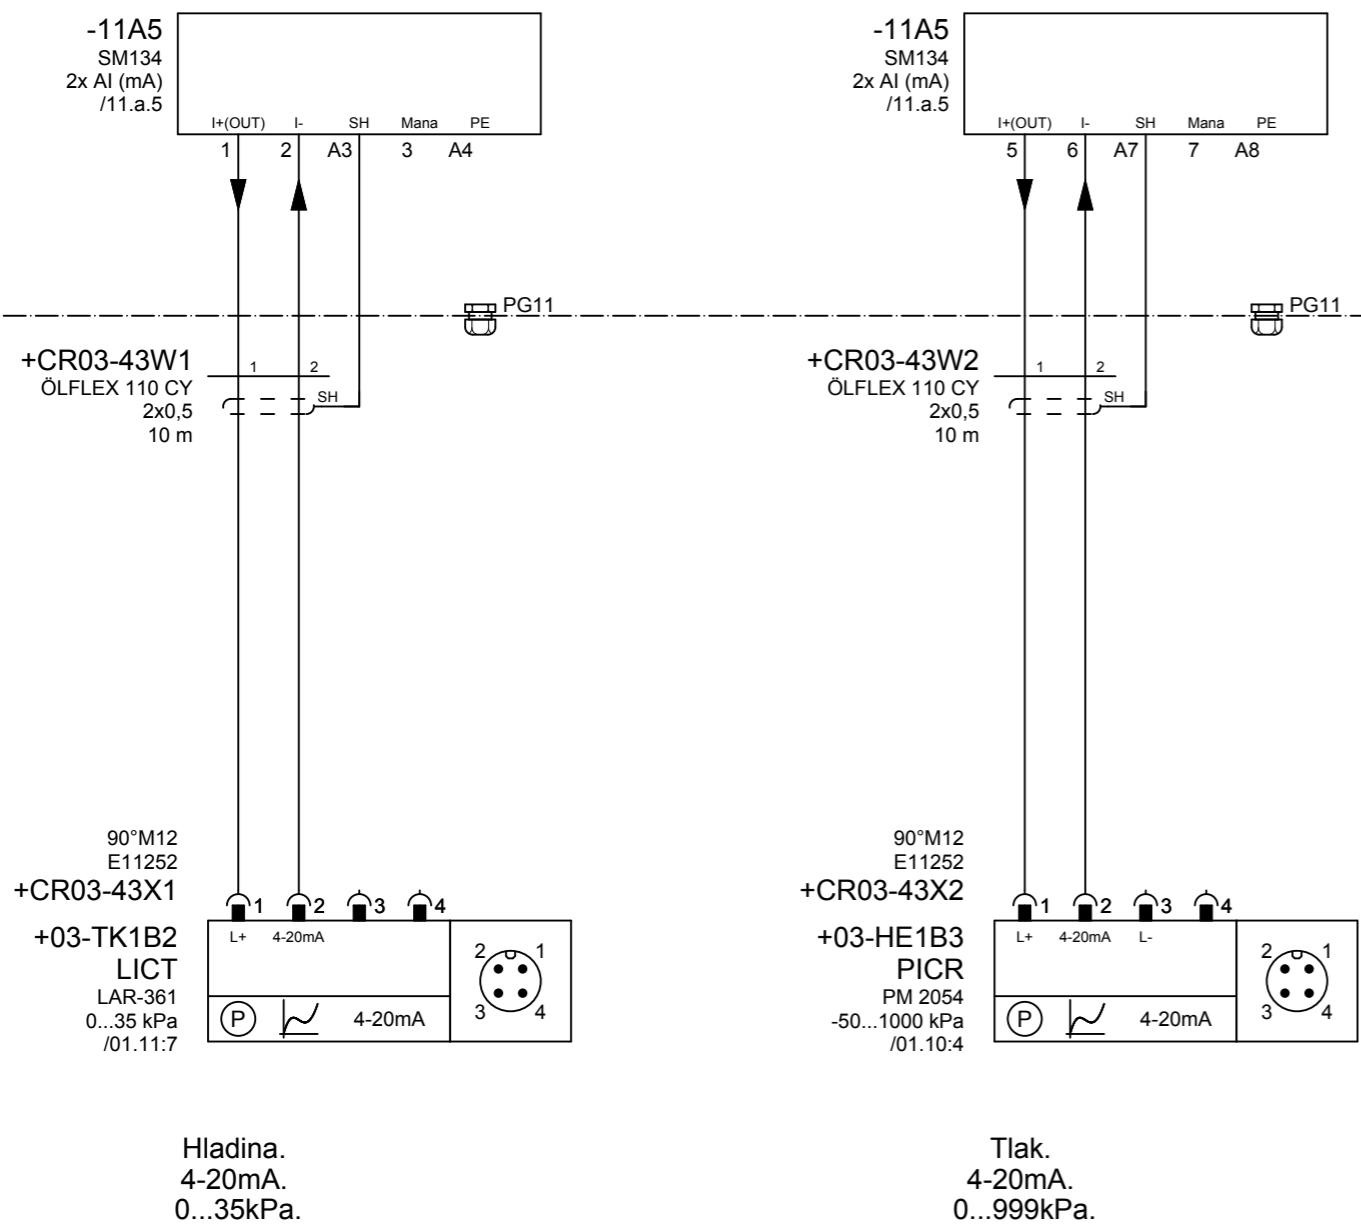 -11A5
SM134
2x AI (mA)
/11.a.5
I+(OUT) I- SH Mana PE
1 2 A3 3 A4
PG11
+CR03-43W1
ÖLFLEX 110 CY
2x0,5
10 m
1 2
SH
90°M12
E11252
+CR03-43X1
1 2 3 4
+03-TK1B2
LICT
LAR-361
0...35 kPa
/01.11:7
L+ 4-20mA
P 4-20mA
2 1
3 4
Hladina.
4-20mA.
0...35kPa.
-11A5
SM134
2x AI (mA)
/11.a.5
I+(OUT) I- SH Mana PE
5 6 A7 7 A8
PG11
+CR03-43W2
ÖLFLEX 110 CY
2x0,5
10 m
1 2
SH
90°M12
E11252
+CR03-43X2
1 2 3 4
+03-HE1B3
PICR
PM 2054
-50...1000 kPa
/01.10:4
L+ 4-20mA L-
P 4-20mA
2 1
3 4
Tlak.
4-20mA.
0...999kPa.